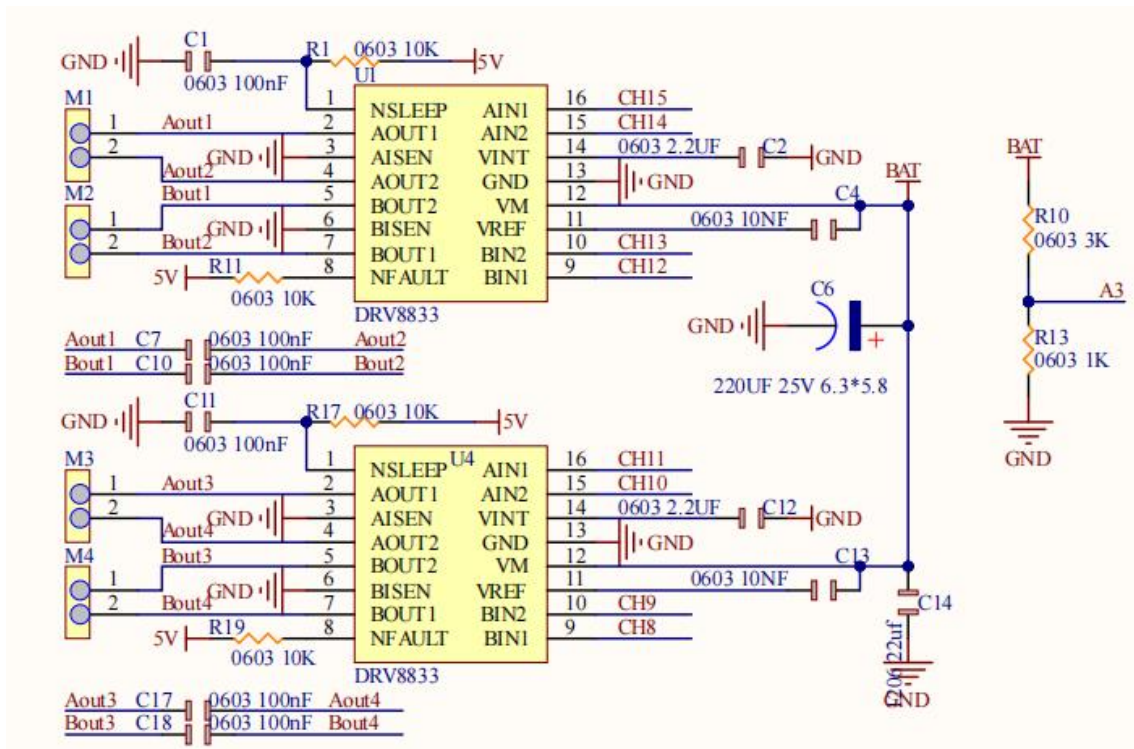 C1
R1 0603 10K
GND 5V
0603 100nF U1
M1
1 NSLEEP AIN1 16 CH15
1 Aout1 2 AOUT1 AIN2 15 CH14
2 GND 3 AISEN VINT 14 0603 2.2UF C2 GND
Aout2 4 AOUT2 GND 13 GND
M2 Bout1 5 BOUT2 VM 12 C4 BAT
1 GND 6 BISEN VREF 11 0603 10NF
2 Bout2 7 BOUT1 BIN2 10 CH13
5V R11 8 NFAULT BIN1 9 CH12
0603 10K
DRV8833
BAT
R10
0603 3K
A3
R13
0603 1K
GND
C6
GND +
220UF 25V 6.3*5.8
Aout1 C7 0603 100nF Aout2
Bout1 C10 0603 100nF Bout2
C11
R17 0603 10K
GND 5V
0603 100nF
M3 U4
1 NSLEEP AIN1 16 CH11
1 Aout3 2 AOUT1 AIN2 15 CH10
2 GND 3 AISEN VINT 14 0603 2.2UF C12 GND
Aout4 4 AOUT2 GND 13 GND
M4 Bout3 5 BOUT2 VM 12 C13
1 GND 6 BISEN VREF 11 0603 10NF
2 Bout4 7 BOUT1 BIN2 10 CH9
5V R19 8 NFAULT BIN1 9 CH8
0603 10K
DRV8833
C14
1206 22uf
GND
Aout3 C17 0603 100nF Aout4
Bout3 C18 0603 100nF Bout4